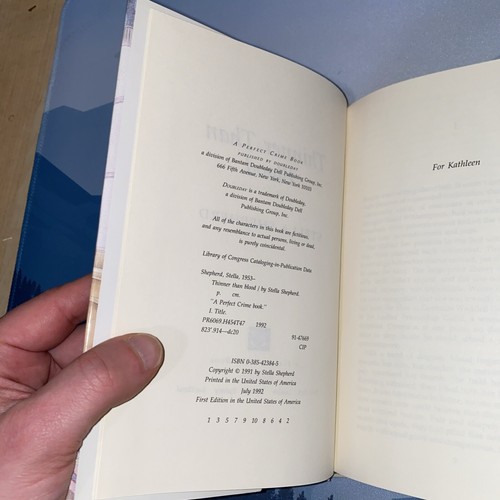 A PERFECT CRIME BOOK
PUBLISHED BY DOUBLEDAY
a division of Bantam Doubleday Dell Publishing Group, Inc.
666 Fifth Avenue, New York, New York 10103
DOUBLEDAY is a trademark of Doubleday,
a division of Bantam Doubleday Dell
Publishing Group, Inc.
All of the characters in this book are fictitious,
and any resemblance to actual persons, living or dead,
is purely coincidental.
Library of Congress Cataloging-in-Publication Data
Shepherd, Stella, 1953–
Thinner than blood / by Stella Shepherd.
p. cm.
"A Perfect Crime book."
I. Title.
PR6069.H454T47 1992
823'.914—dc20 91-47669
CIP
ISBN 0-385-42384-5
Copyright © 1991 by Stella Shepherd
Printed in the United States of America
July 1992
First Edition in the United States of America
1 3 5 7 9 10 8 6 4 2
For Kathleen